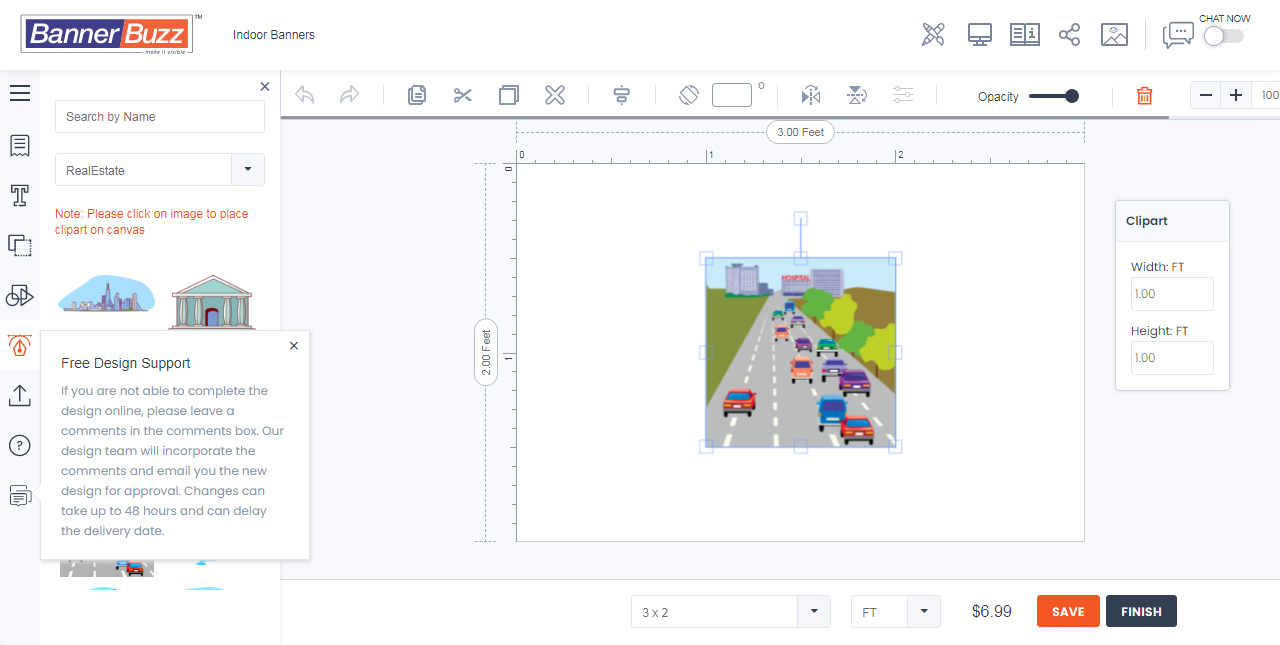 BannerBuzz™
make it visible
Indoor Banners
CHAT NOW
Search by Name
RealEstate
Note: Please click on image to place
clipart on canvas
Free Design Support
If you are not able to complete the
design online, please leave a
comments in the comments box. Our
design team will incorporate the
comments and email you the new
design for approval. Changes can
take up to 48 hours and can delay
the delivery date.
o
Opacity
100
3.00 Feet
0
1
2
0
1
2.00 Feet
HOSPITAL
Clipart
Width: FT
1.00
Height: FT
1.00
3 x 2
FT
$6.99
SAVE
FINISH